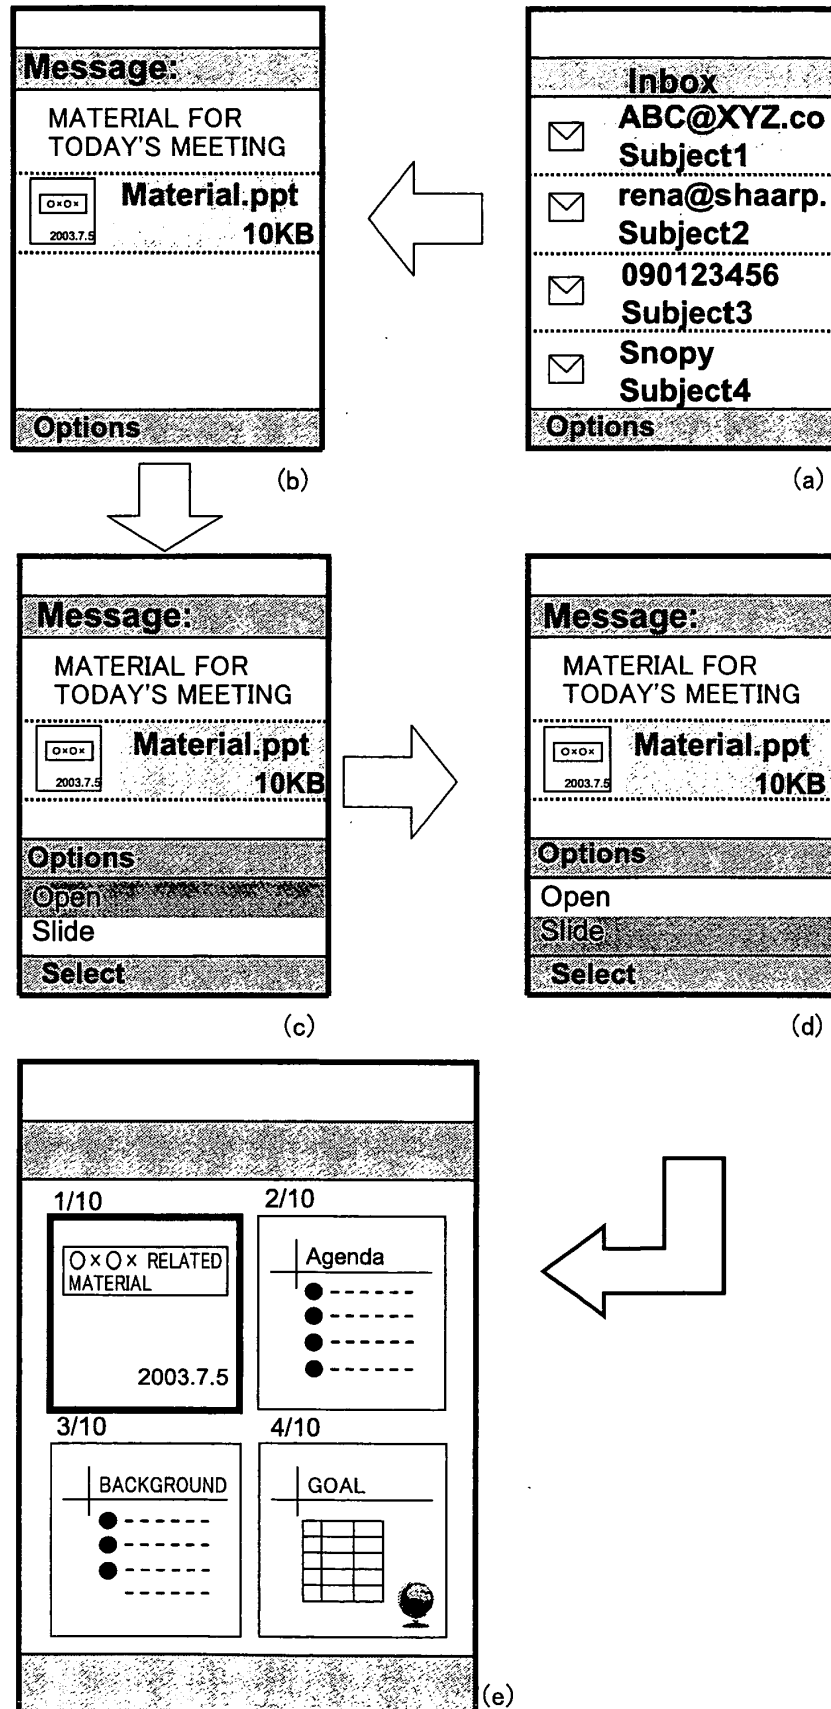 Message:
MATERIAL FOR
TODAY'S MEETING
○×○×
2003.7.5
Material.ppt
10KB
Options
(b)
Inbox
ABC@XYZ.co
Subject1
rena@shaarp.
Subject2
090123456
Subject3
Snopy
Subject4
Options
(a)
Message:
MATERIAL FOR
TODAY'S MEETING
○×○×
2003.7.5
Material.ppt
10KB
Options
Open
Slide
Select
(c)
Message:
MATERIAL FOR
TODAY'S MEETING
○×○×
2003.7.5
Material.ppt
10KB
Options
Open
Slide
Select
(d)
1/10
○×○× RELATED
MATERIAL
2003.7.5
2/10
Agenda
3/10
BACKGROUND
4/10
GOAL
(e)